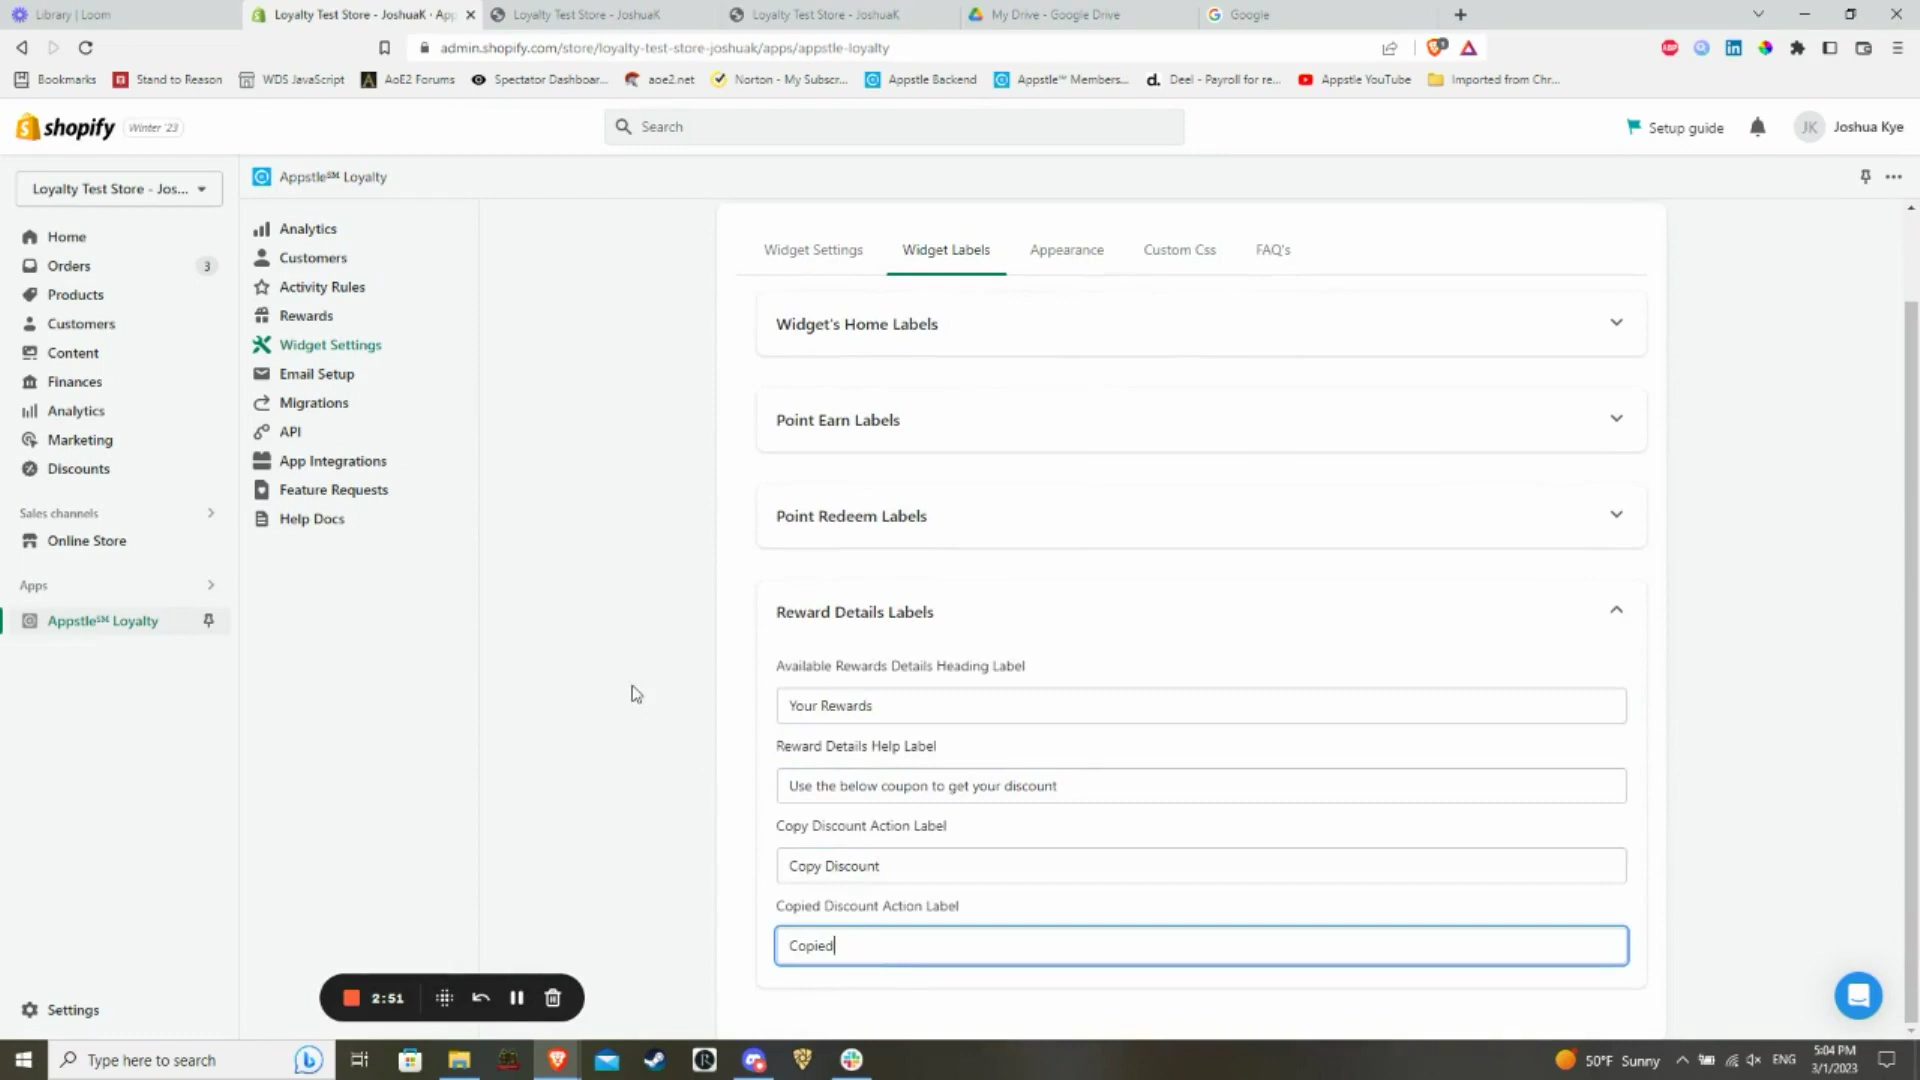 Library | Loom
Loyalty Test Store - JoshuaK · App
Loyalty Test Store - JoshuaK
Loyalty Test Store - JoshuaK
My Drive - Google Drive
Google
admin.shopify.com/store/loyalty-test-store-joshuak/apps/appstle-loyalty
Bookmarks
Stand to Reason
WDS JavaScript
AoE2 Forums
Spectator Dashboar...
aoe2.net
Norton - My Subscr...
Appstle Backend
Appstle℠ Members...
Deel - Payroll for re...
Appstle YouTube
Imported from Chr...
shopify
Winter '23
Search
Setup guide
JK
Joshua Kye
Loyalty Test Store - Jos...
Appstle℠ Loyalty
Home
Orders
3
Products
Customers
Content
Finances
Analytics
Marketing
Discounts
Sales channels
Online Store
Apps
Appstle℠ Loyalty
Settings
Analytics
Customers
Activity Rules
Rewards
Widget Settings
Email Setup
Migrations
API
App Integrations
Feature Requests
Help Docs
Widget Settings
Widget Labels
Appearance
Custom Css
FAQ's
Widget's Home Labels
Point Earn Labels
Point Redeem Labels
Reward Details Labels
Available Rewards Details Heading Label
Your Rewards
Reward Details Help Label
Use the below coupon to get your discount
Copy Discount Action Label
Copy Discount
Copied Discount Action Label
Copied
2:51
Type here to search
50°F Sunny
ENG
5:04 PM
3/1/2023